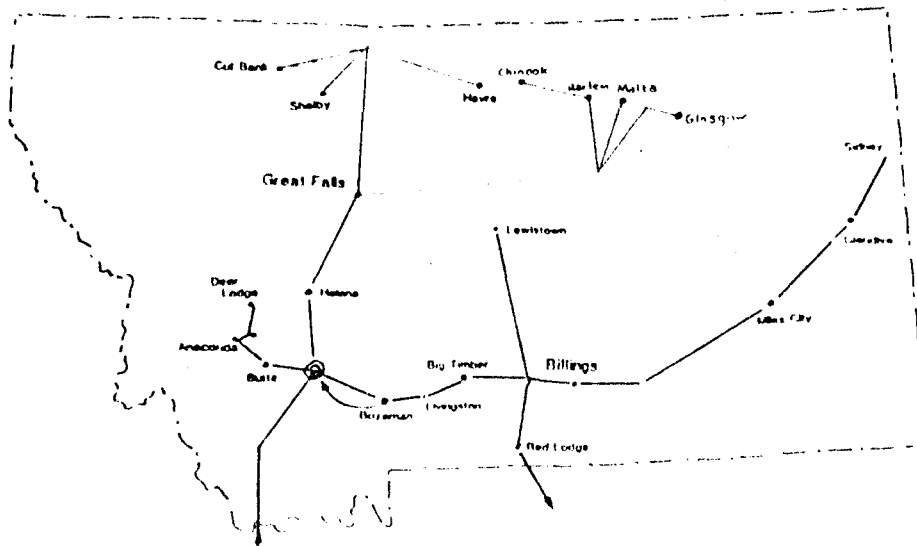 Cut Bank
Shelby
Havre
Chinook
Harlem
Malta
Glasgow
Sidney
Great Falls
Lewistown
Glendive
Deer
Lodge
Helena
Miles City
Anaconda
Butte
Big Timber
Billings
Bozeman
Livingston
Red Lodge